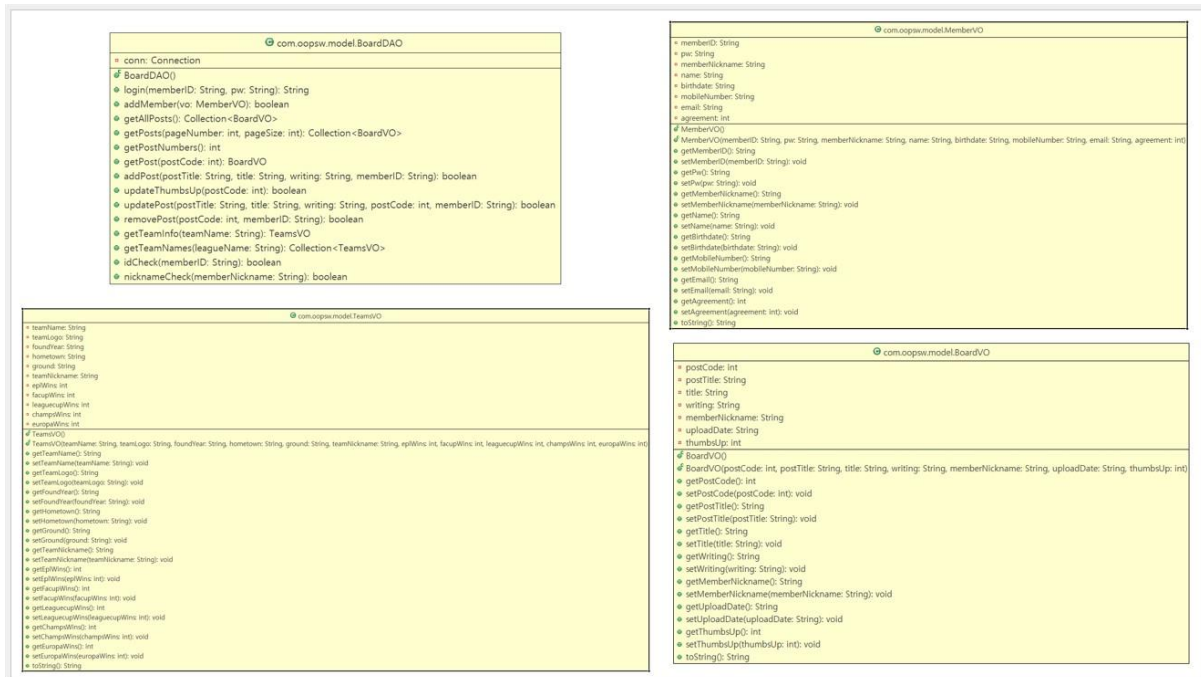 com.oopsw.model.BoardDAO
conn: Connection
BoardDAO()
login(memberID: String, pw: String): String
addMember(vo: MemberVO): boolean
getAllPosts(): Collection<BoardVO>
getPosts(pageNumber: int, pageSize: int): Collection<BoardVO>
getPostNumbers(): int
getPost(postCode: int): BoardVO
addPost(postTitle: String, title: String, writing: String, memberID: String): boolean
updateThumbsUp(postCode: int): boolean
updatePost(postTitle: String, title: String, writing: String, postCode: int, memberID: String): boolean
removePost(postCode: int, memberID: String): boolean
getTeamInfo(teamName: String): TeamsVO
getTeamNames(leagueName: String): Collection<TeamsVO>
idCheck(memberID: String): boolean
nicknameCheck(memberNickname: String): boolean
com.oopsw.model.MemberVO
memberID: String
pw: String
memberNickname: String
name: String
birthdate: String
mobileNumber: String
email: String
agreement: int
MemberVO()
MemberVO(memberID: String, pw: String, memberNickname: String, name: String, birthdate: String, mobileNumber: String, email: String, agreement: int)
getMemberID(): String
setMemberID(memberID: String): void
getPw(): String
setPw(pw: String): void
getMemberNickname(): String
setMemberNickname(memberNickname: String): void
getName(): String
setName(name: String): void
getBirthdate(): String
setBirthdate(birthdate: String): void
getMobileNumber(): String
setMobileNumber(mobileNumber: String): void
getEmail(): String
setEmail(email: String): void
getAgreement(): int
setAgreement(agreement: int): void
toString(): String
com.oopsw.model.TeamsVO
teamName: String
teamLogo: String
foundYear: String
hometown: String
ground: String
teamNickname: String
eplWins: int
facupWins: int
leaguecupWins: int
champsWins: int
europaWins: int
TeamsVO()
TeamsVO(teamName: String, teamLogo: String, foundYear: String, hometown: String, ground: String, teamNickname: String, eplWins: int, facupWins: int, leaguecupWins: int, champsWins: int, europaWins: int)
getTeamName(): String
setTeamName(teamName: String): void
getTeamLogo(): String
setTeamLogo(teamLogo: String): void
getFoundYear(): String
setFoundYear(foundYear: String): void
getHometown(): String
setHometown(hometown: String): void
getGround(): String
setGround(ground: String): void
getTeamNickname(): String
setTeamNickname(teamNickname: String): void
getEplWins(): int
setEplWins(eplWins: int): void
getFacupWins(): int
setFacupWins(facupWins: int): void
getLeaguecupWins(): int
setLeaguecupWins(leaguecupWins: int): void
getChampsWins(): int
setChampsWins(champsWins: int): void
getEuropaWins(): int
setEuropaWins(europaWins: int): void
toString(): String
com.oopsw.model.BoardVO
postCode: int
postTitle: String
title: String
writing: String
memberNickname: String
uploadDate: String
thumbsUp: int
BoardVO()
BoardVO(postCode: int, postTitle: String, title: String, writing: String, memberNickname: String, uploadDate: String, thumbsUp: int)
getPostCode(): int
setPostCode(postCode: int): void
getPostTitle(): String
setPostTitle(postTitle: String): void
getTitle(): String
setTitle(title: String): void
getWriting(): String
setWriting(writing: String): void
getMemberNickname(): String
setMemberNickname(memberNickname: String): void
getUploadDate(): String
setUploadDate(uploadDate: String): void
getThumbsUp(): int
setThumbsUp(thumbsUp: int): void
toString(): String